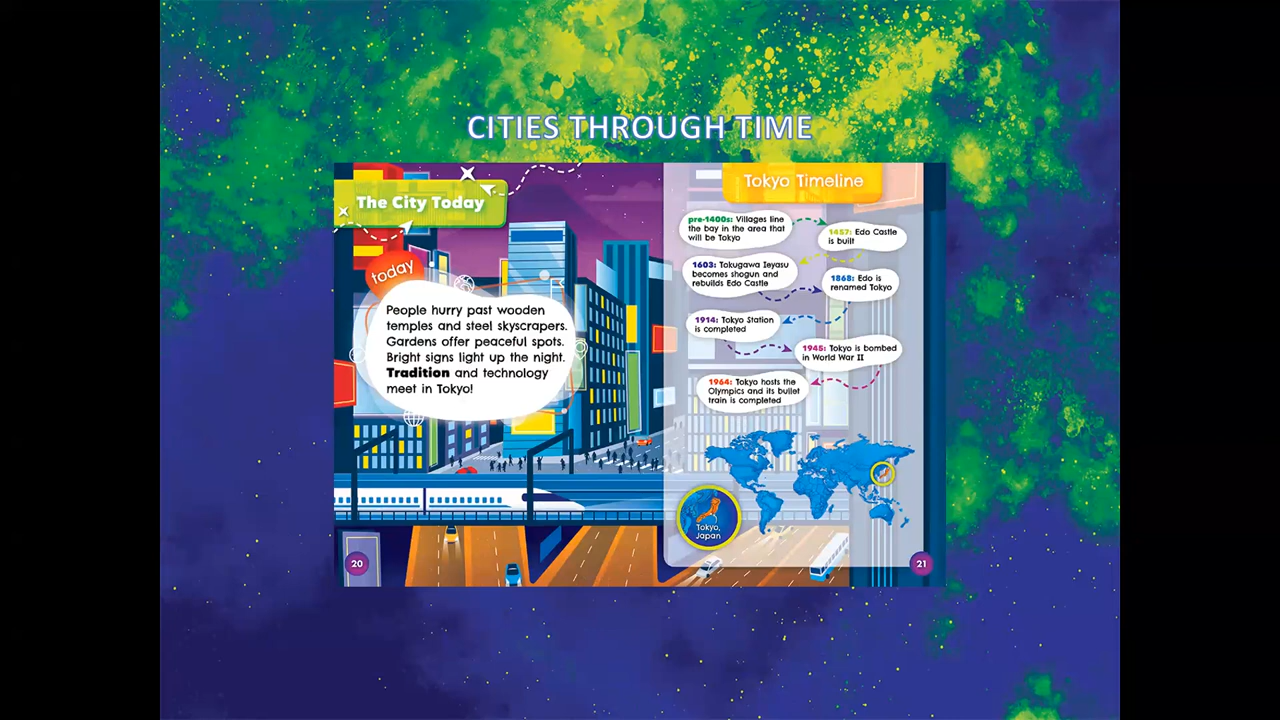 CITIES THROUGH TIME
The City Today
today
People hurry past wooden
temples and steel skyscrapers.
Gardens offer peaceful spots.
Bright signs light up the night.
Tradition and technology
meet in Tokyo!
20
Tokyo Timeline
pre-1400s: Villages line
the bay in the area that
will be Tokyo
1457: Edo Castle
is built
1603: Tokugawa Ieyasu
becomes shogun and
rebuilds Edo Castle
1868: Edo is
renamed Tokyo
1914: Tokyo Station
is completed
1945: Tokyo is bombed
in World War II
1964: Tokyo hosts the
Olympics and its bullet
train is completed
Tokyo,
Japan
21